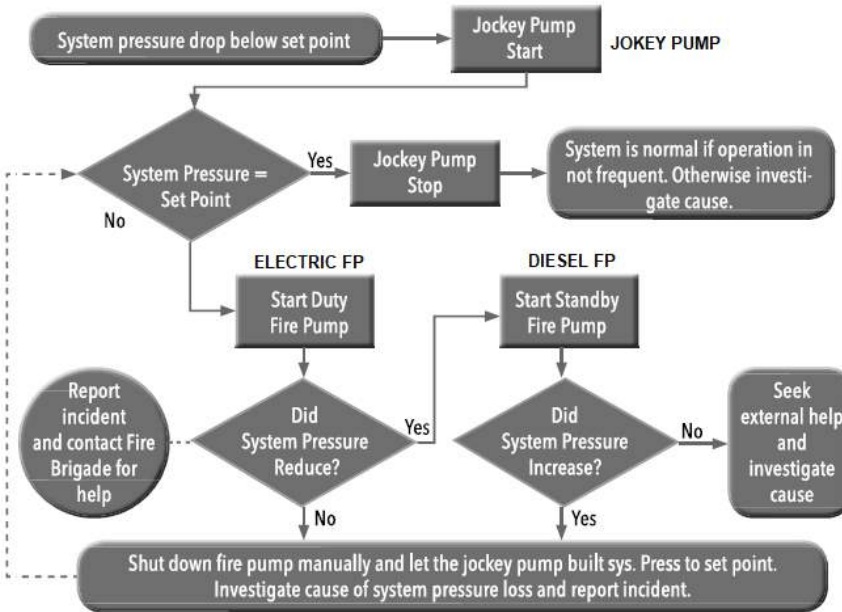 System pressure drop below set point
Jockey Pump
Start
JOKEY PUMP
System Pressure =
Set Point
Yes
No
Jockey Pump
Stop
System is normal if operation in
not frequent. Otherwise investi-
gate cause.
ELECTRIC FP
Start Duty
Fire Pump
DIESEL FP
Start Standby
Fire Pump
Report
incident
and contact Fire
Brigade for
help
Did
System Pressure
Reduce?
Yes
No
Did
System Pressure
Increase?
No
Yes
Seek
external help
and
investigate
cause
Shut down fire pump manually and let the jockey pump built sys. Press to set point.
Investigate cause of system pressure loss and report incident.